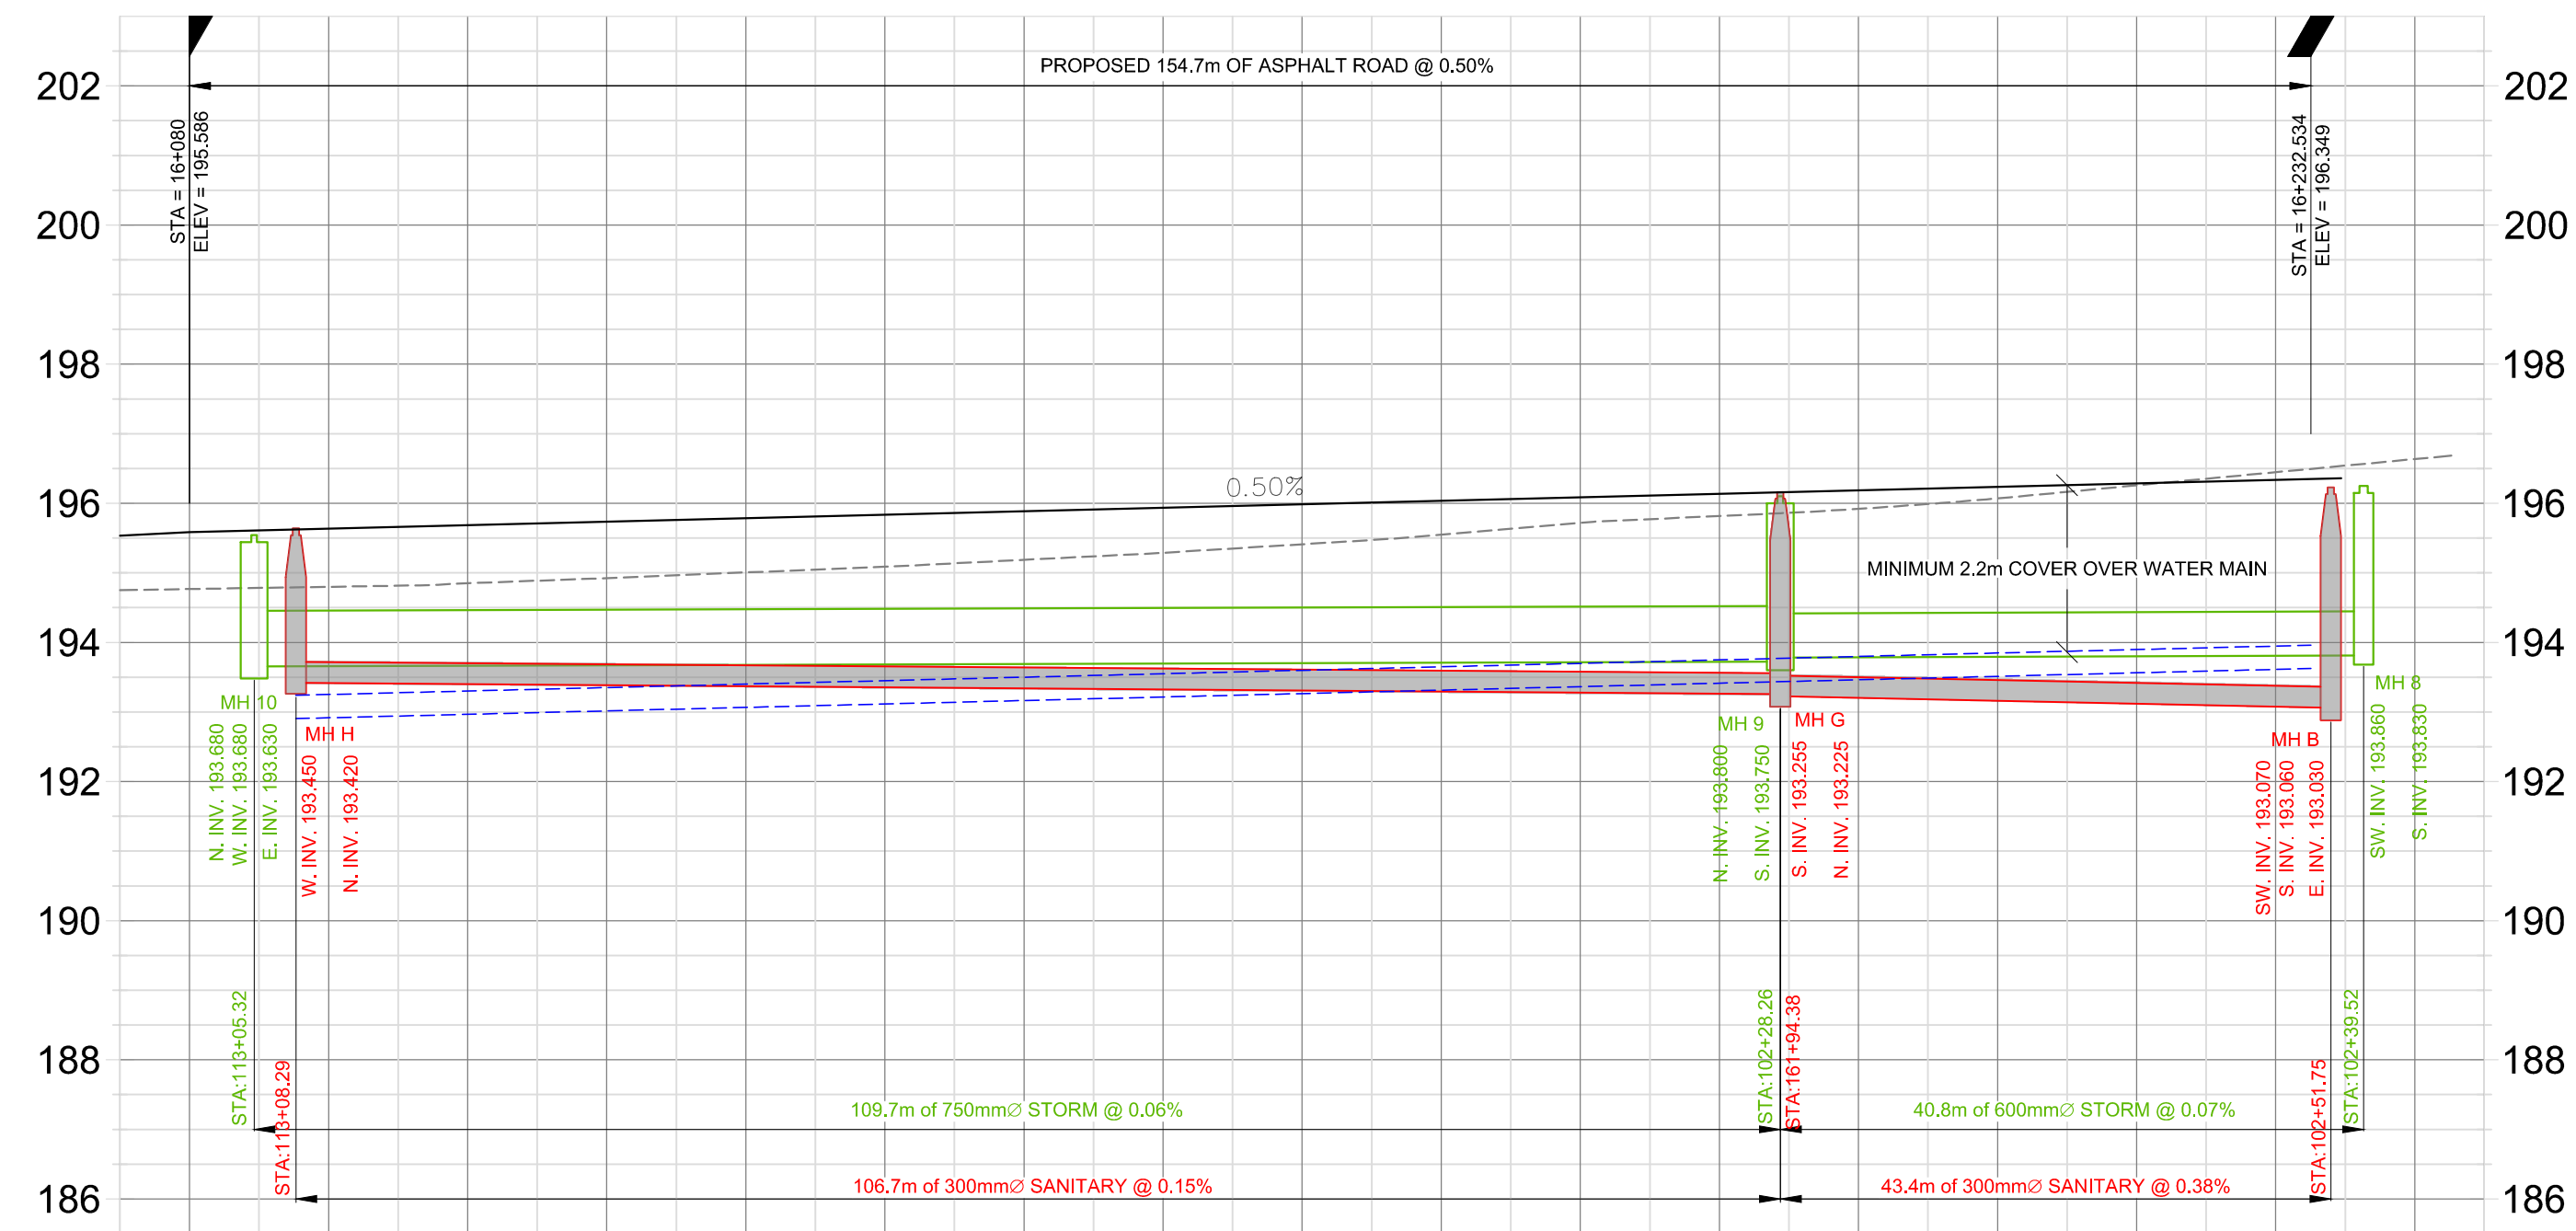 PROPOSED 154.7m OF ASPHALT ROAD @ 0.50%
202
202
STA = 16+080
ELEV = 195.586
STA = 16+232.534
ELEV = 196.349
200
200
198
198
0.50%
196
196
MINIMUM 2.2m COVER OVER WATER MAIN
194
194
MH 10
N. INV. 193.680
W. INV. 193.680
E. INV. 193.630
MH H
W. INV. 193.450
N. INV. 193.420
MH 9
N. INV. 193.800
S. INV. 193.750
MH G
S. INV. 193.255
N. INV. 193.225
MH B
SW. INV. 193.070
S. INV. 193.060
E. INV. 193.030
MH 8
SW. INV. 193.860
S. INV. 193.830
192
192
190
190
188
188
STA:113+05.32
STA:113+08.29
STA:102+28.26
STA:161+94.38
STA:102+51.75
STA:102+39.52
109.7m of 750mm∅ STORM @ 0.06%
40.8m of 600mm∅ STORM @ 0.07%
106.7m of 300mm∅ SANITARY @ 0.15%
43.4m of 300mm∅ SANITARY @ 0.38%
186
186